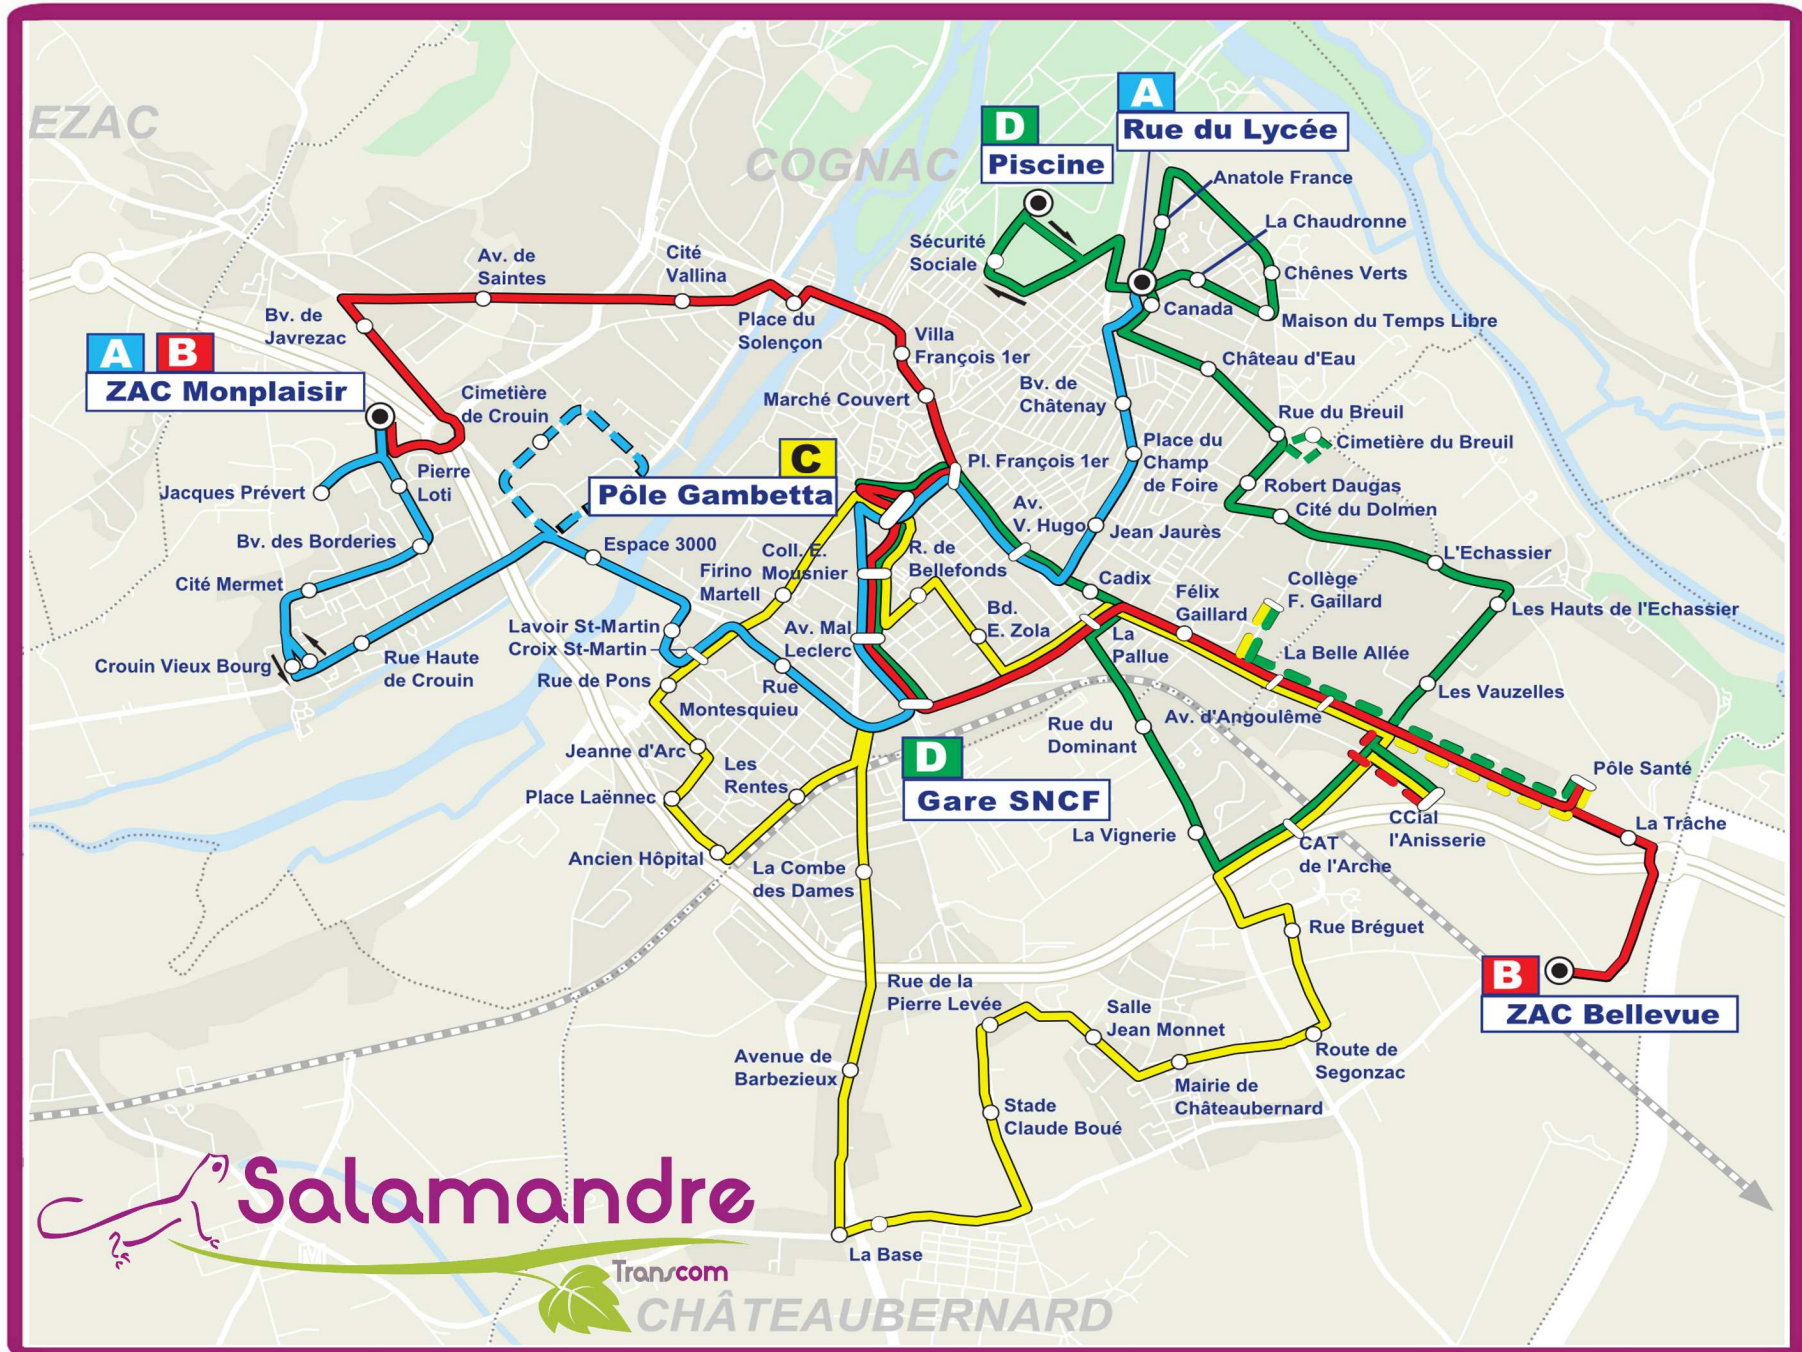 EZAC
COGNAC
A
Rue du Lycée
D
Piscine
Anatole France
La Chaudronne
Sécurité
Sociale
Chênes Verts
Canada
Maison du Temps Libre
Av. de
Saintes
Cité
Vallina
Bv. de
Javrezac
Place du
Solençon
Villa
François 1er
Château d'Eau
A B
ZAC Monplaisir
Cimetière
de Crouin
Marché Couvert
Bv. de
Châtenay
Rue du Breuil
Cimetière du Breuil
C
Pôle Gambetta
Pl. François 1er
Place du
Champ
de Foire
Pierre
Loti
Jacques Prévert
Robert Daugas
Cité du Dolmen
Av.
V. Hugo
Jean Jaurès
Bv. des Borderies
Espace 3000
Coll. E.
Mousnier
R. de
Bellefonds
L'Echassier
Cité Mermet
Firino
Martell
Cadix
Félix
Gaillard
Collège
F. Gaillard
Les Hauts de l'Echassier
Lavoir St-Martin
Croix St-Martin
Av. Mal
Leclerc
Bd.
E. Zola
La
Pallue
La Belle Allée
Crouin Vieux Bourg
Rue Haute
de Crouin
Rue de Pons
Rue
Montesquieu
Les Vauzelles
Av. d'Angoulême
Rue du
Dominant
Jeanne d'Arc
Les
Rentes
D
Gare SNCF
Pôle Santé
Place Laënnec
La Vignerie
CCial
l'Anisserie
La Trâche
CAT
de l'Arche
Ancien Hôpital
La Combe
des Dames
Rue Bréguet
B
ZAC Bellevue
Rue de la
Pierre Levée
Salle
Jean Monnet
Route de
Segonzac
Avenue de
Barbezieux
Mairie de
Châteaubernard
Stade
Claude Boué
La Base
Salamandre
Transcom
CHÂTEAUBERNARD